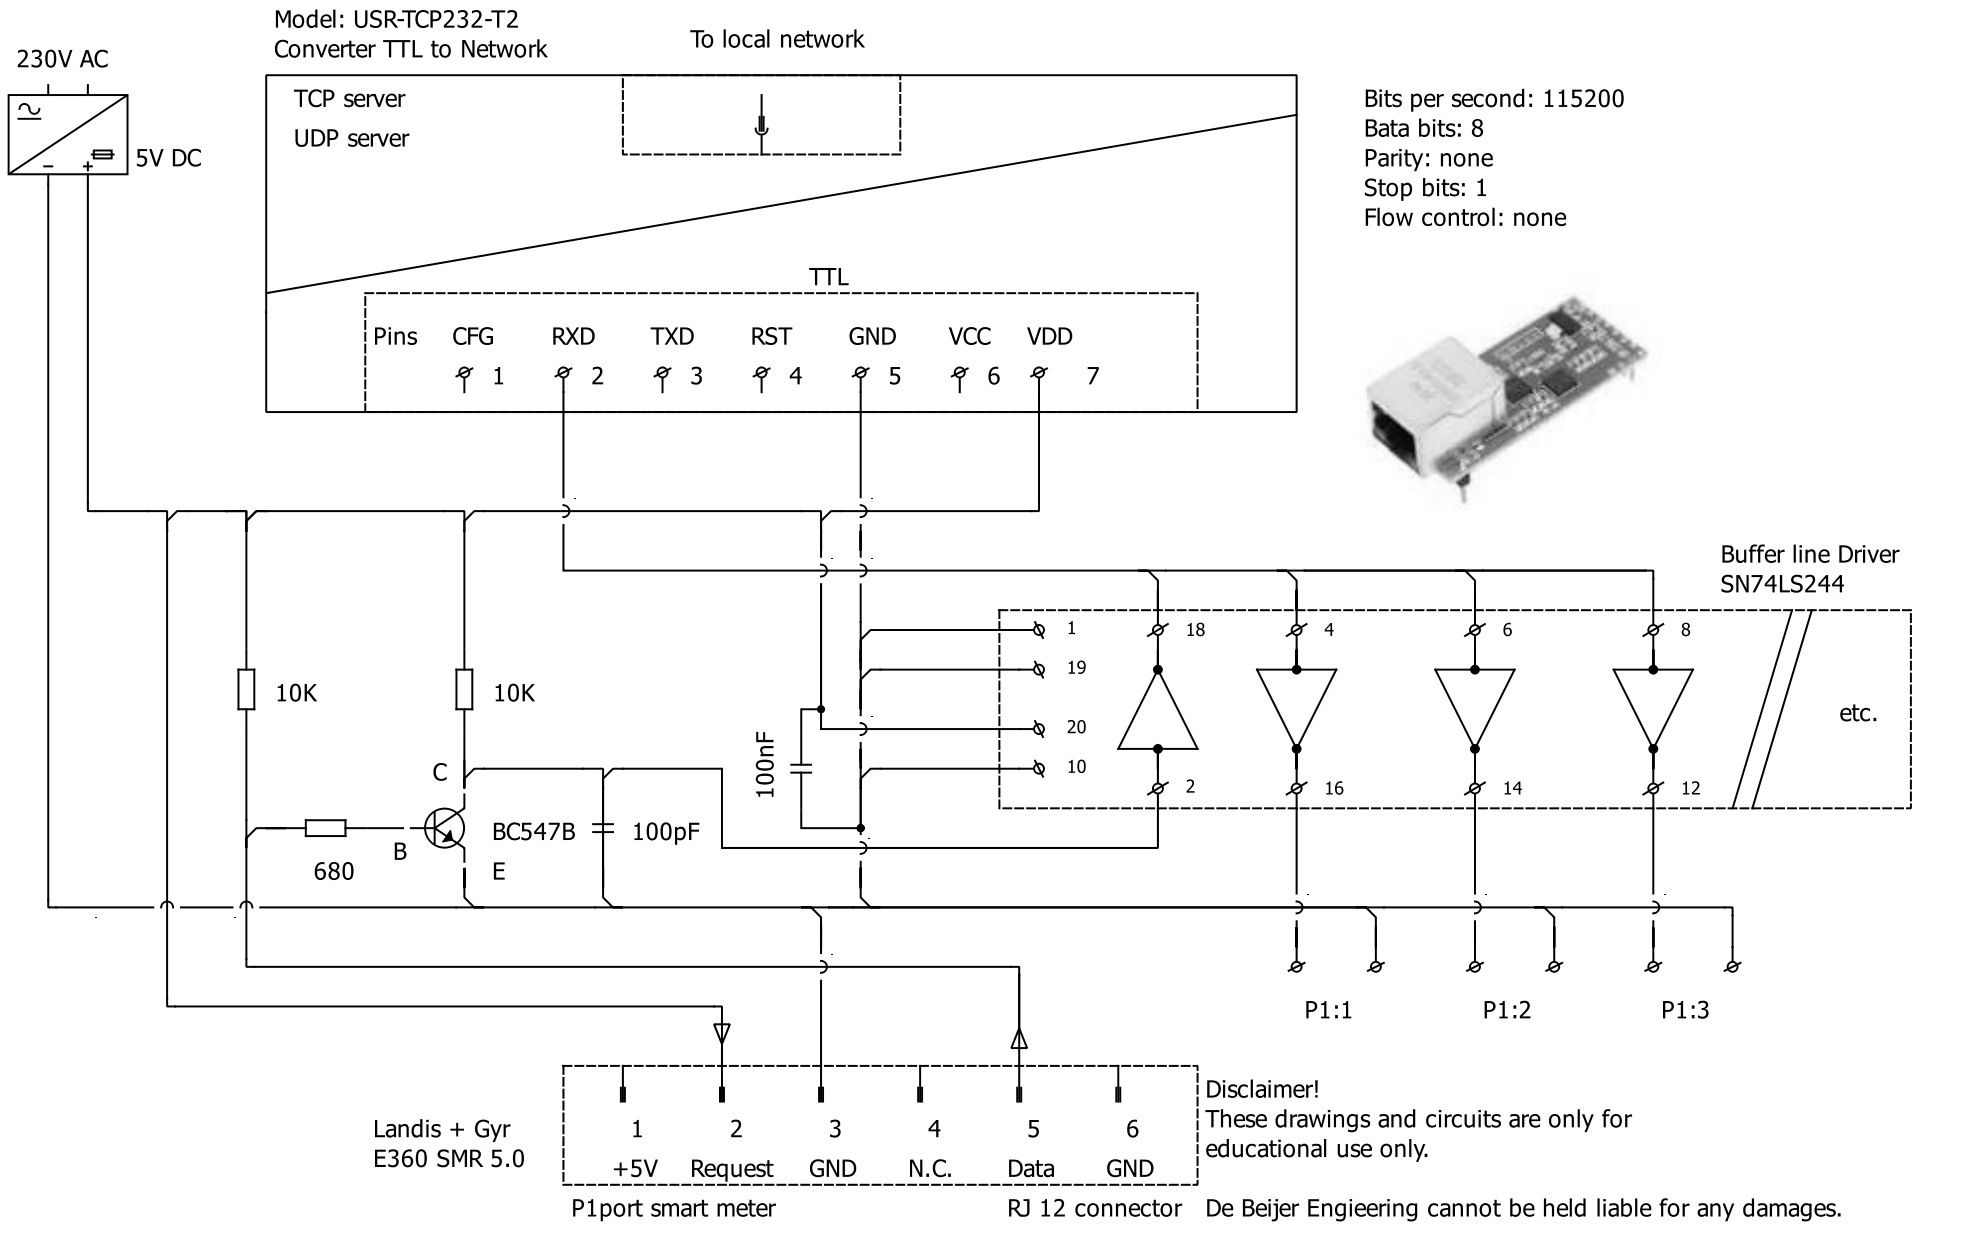 Model: USR-TCP232-T2
Converter TTL to Network
To local network
230V AC
5V DC
TCP server
UDP server
Bits per second: 115200
Bata bits: 8
Parity: none
Stop bits: 1
Flow control: none
TTL
Pins CFG RXD TXD RST GND VCC VDD
1 2 3 4 5 6 7
Buffer line Driver
SN74LS244
1 18 4 6 8
19
10K 10K
20
etc.
100nF
10
C
2 16 14 12
BC547B 100pF
B
680 E
P1:1 P1:2 P1:3
Landis + Gyr
E360 SMR 5.0
1 2 3 4 5 6
+5V Request GND N.C. Data GND
P1port smart meter RJ 12 connector
Disclaimer!
These drawings and circuits are only for
educational use only.
De Beijer Engieering cannot be held liable for any damages.